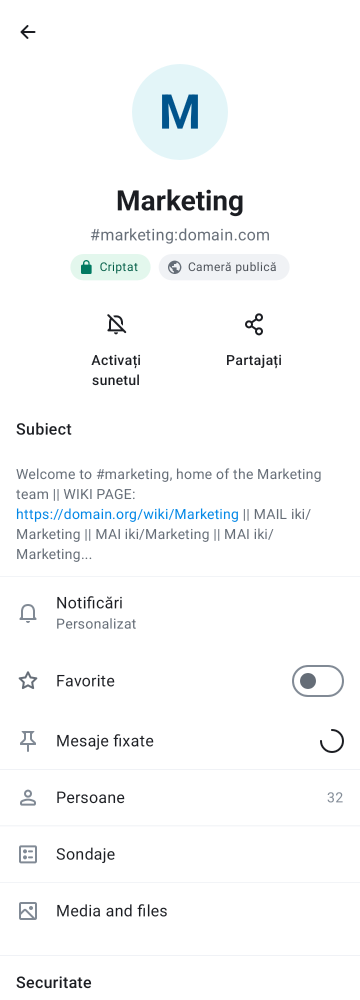 M
Marketing
#marketing:domain.com
Criptat
Cameră publică
Activați
sunetul
Partajați
Subiect
Welcome to #marketing, home of the Marketing
team || WIKI PAGE:
https://domain.org/wiki/Marketing || MAIL iki/
Marketing || MAI iki/Marketing || MAI iki/
Marketing...
Notificări
Personalizat
Favorite
Mesaje fixate
Persoane
32
Sondaje
Media and files
Securitate